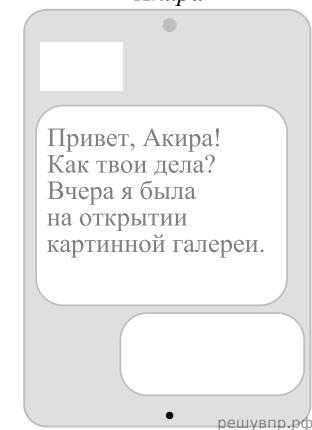 Привет, Акира!
Как твои дела?
Вчера я была
на открытии
картинной галереи.
решувпр.рф